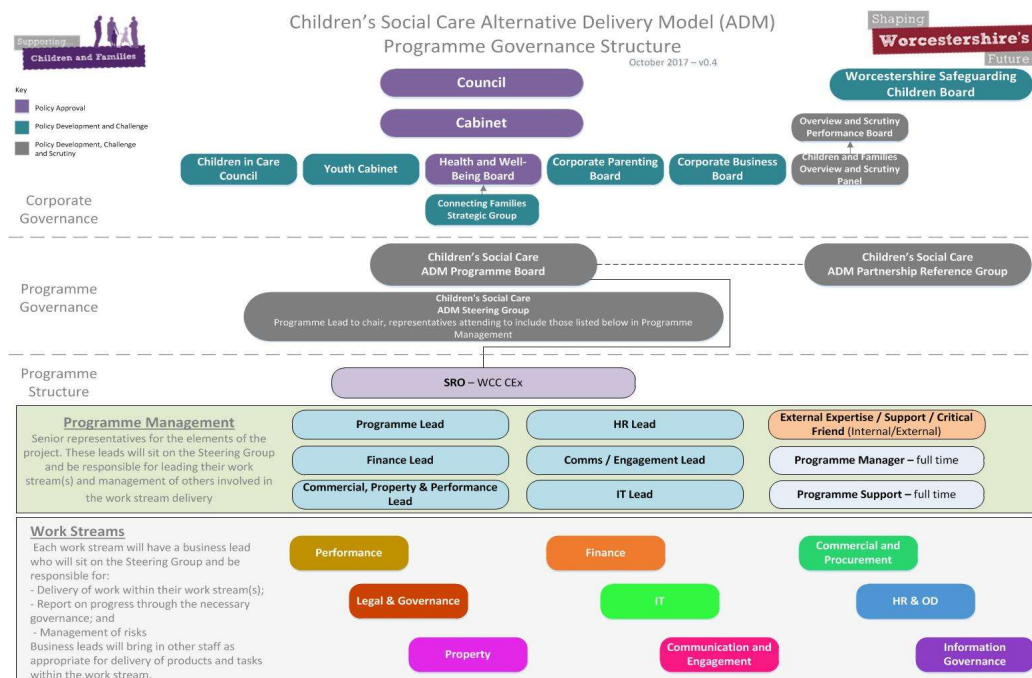 Supporting...
Children and Families
Children’s Social Care Alternative Delivery Model (ADM)
Programme Governance Structure
October 2017 – v0.4
Shaping
Worcestershire's
Future
Key
Policy Approval
Policy Development and Challenge
Policy Development, Challenge
and Scrutiny
Council
Cabinet
Worcestershire Safeguarding
Children Board
Overview and Scrutiny
Performance Board
Children and Families
Overview and Scrutiny
Panel
Children in Care
Council
Youth Cabinet
Health and Well-
Being Board
Corporate Parenting
Board
Corporate Business
Board
Connecting Families
Strategic Group
Corporate
Governance
Programme
Governance
Children’s Social Care
ADM Programme Board
Children’s Social Care
ADM Partnership Reference Group
Children's Social Care
ADM Steering Group
Programme Lead to chair, representatives attending to include those listed below in Programme
Management
Programme
Structure
SRO – WCC CEx
Programme Management
Senior representatives for the elements of the
project. These leads will sit on the Steering Group
and be responsible for leading their work
stream(s) and management of others involved in
the work stream delivery
Programme Lead
HR Lead
External Expertise / Support / Critical
Friend (Internal/External)
Finance Lead
Comms / Engagement Lead
Programme Manager – full time
Commercial, Property & Performance
Lead
IT Lead
Programme Support – full time
Work Streams
Each work stream will have a business lead
who will sit on the Steering Group and be
responsible for:
- Delivery of work within their work stream(s);
- Report on progress through the necessary
governance; and
- Management of risks
Business leads will bring in other staff as
appropriate for delivery of products and tasks
within the work stream.
Performance
Finance
Commercial and
Procurement
Legal & Governance
IT
HR & OD
Property
Communication and
Engagement
Information
Governance